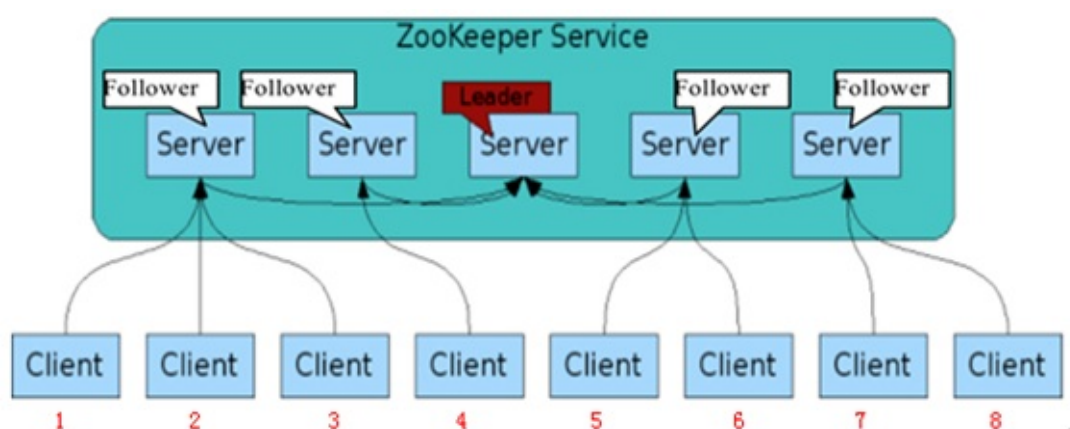 ZooKeeper Service
Follower Follower Leader Follower Follower
Server Server Server Server Server
Client Client Client Client Client Client Client Client
1 2 3 4 5 6 7 8